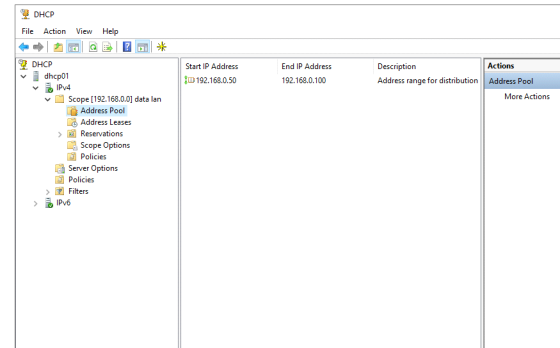 DHCP
File Action View Help
DHCP
dhcp01
IPv4
Scope [192.168.0.0] data lan
Address Pool
Address Leases
Reservations
Scope Options
Policies
Server Options
Policies
Filters
IPv6
Start IP Address End IP Address Description
192.168.0.50 192.168.0.100 Address range for distribution
Actions
Address Pool
More Actions